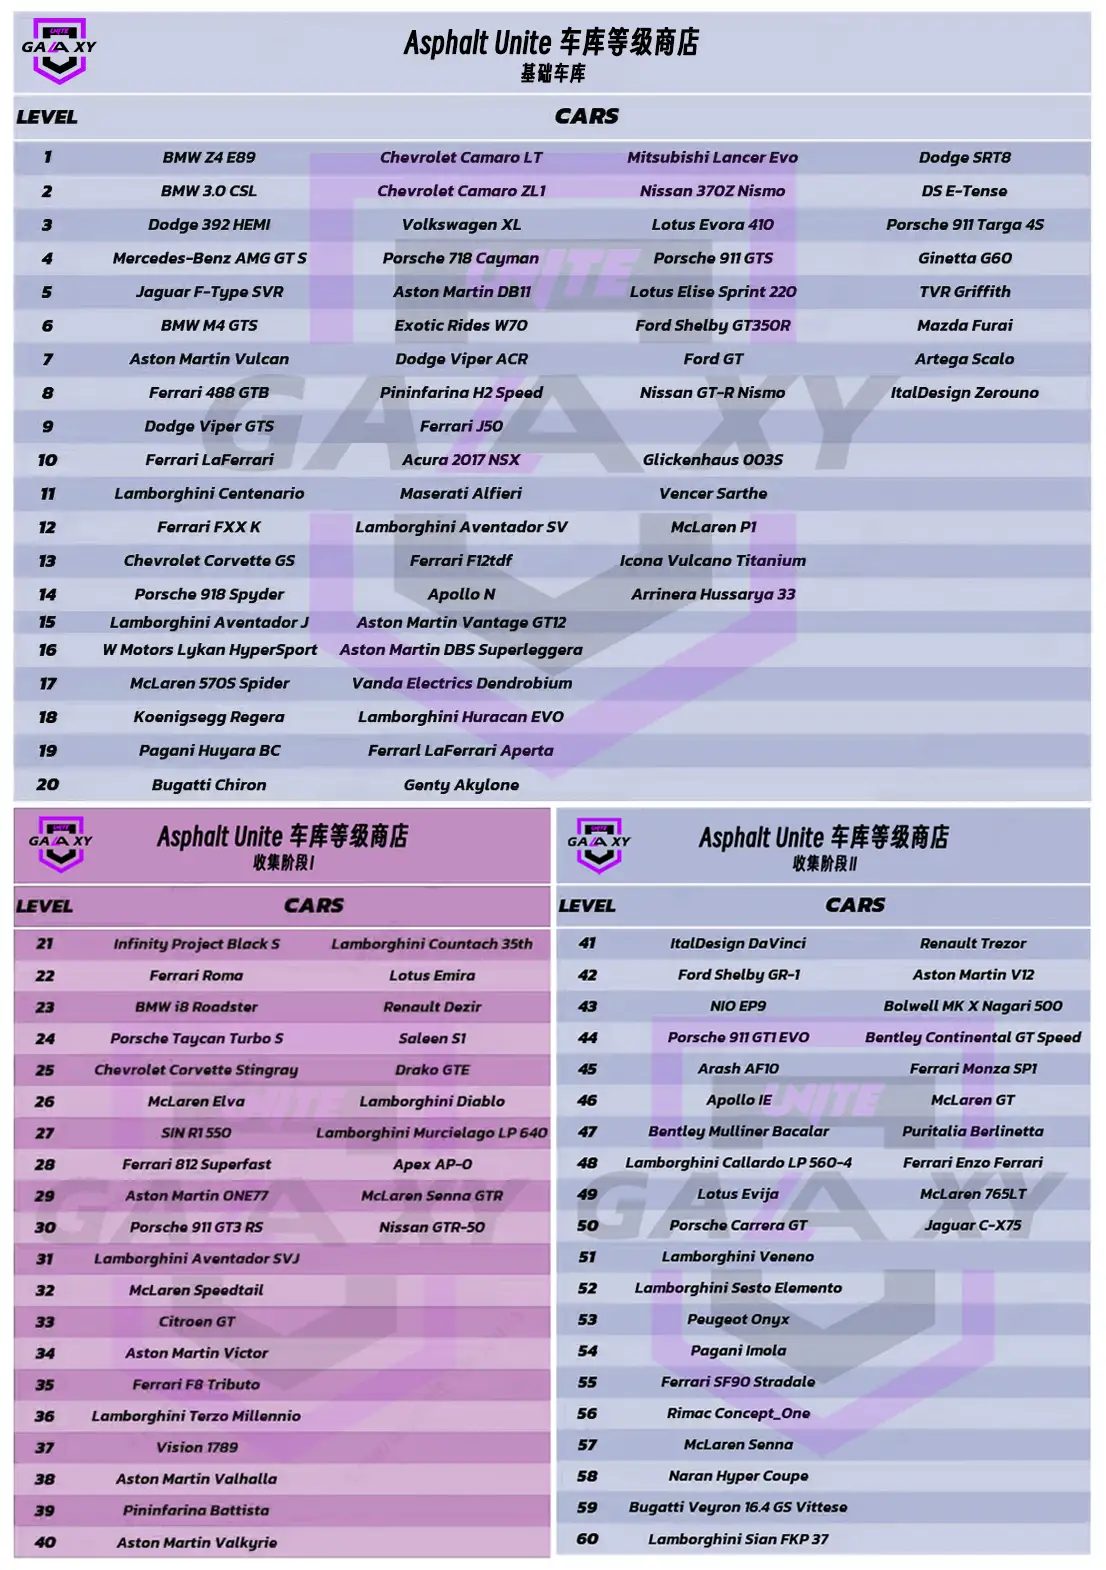 UNITE
GALAXY
Asphalt Unite 车库等级商店
基础车库
LEVEL CARS
1 BMW Z4 E89 Chevrolet Camaro LT Mitsubishi Lancer Evo Dodge SRT8
2 BMW 3.0 CSL Chevrolet Camaro ZL1 Nissan 370Z Nismo DS E-Tense
3 Dodge 392 HEMI Volkswagen XL Lotus Evora 410 Porsche 911 Targa 4S
4 Mercedes-Benz AMG GT S Porsche 718 Cayman Porsche 911 GTS Ginetta G60
5 Jaguar F-Type SVR Aston Martin DB11 Lotus Elise Sprint 220 TVR Griffith
6 BMW M4 GTS Exotic Rides W70 Ford Shelby GT350R Mazda Furai
7 Aston Martin Vulcan Dodge Viper ACR Ford GT Artega Scalo
8 Ferrari 488 GTB Pininfarina H2 Speed Nissan GT-R Nismo ItalDesign Zerouno
9 Dodge Viper GTS Ferrari J50
10 Ferrari LaFerrari Acura 2017 NSX Glickenhaus 003S
11 Lamborghini Centenario Maserati Alfieri Vencer Sarthe
12 Ferrari FXX K Lamborghini Aventador SV McLaren P1
13 Chevrolet Corvette GS Ferrari F12tdf Icona Vulcano Titanium
14 Porsche 918 Spyder Apollo N Arrinera Hussarya 33
15 Lamborghini Aventador J Aston Martin Vantage GT12
16 W Motors Lykan HyperSport Aston Martin DBS Superleggera
17 McLaren 570S Spider Vanda Electrics Dendrobium
18 Koenigsegg Regera Lamborghini Huracan EVO
19 Pagani Huyara BC Ferrarl LaFerrari Aperta
20 Bugatti Chiron Genty Akylone
UNITE
GALAXY
UNITE
GALAXY
Asphalt Unite 车库等级商店
收集阶段I
LEVEL CARS
21 Infinity Project Black S Lamborghini Countach 35th
22 Ferrari Roma Lotus Emira
23 BMW i8 Roadster Renault Dezir
24 Porsche Taycan Turbo S Saleen S1
25 Chevrolet Corvette Stingray Drako GTE
26 McLaren Elva Lamborghini Diablo
27 SIN R1 550 Lamborghini Murcielago LP 640
28 Ferrari 812 Superfast Apex AP-0
29 Aston Martin ONE77 McLaren Senna GTR
30 Porsche 911 GT3 RS Nissan GTR-50
31 Lamborghini Aventador SVJ
32 McLaren Speedtail
33 Citroen GT
34 Aston Martin Victor
35 Ferrari F8 Tributo
36 Lamborghini Terzo Millennio
37 Vision 1789
38 Aston Martin Valhalla
39 Pininfarina Battista
40 Aston Martin Valkyrie
UNITE
GALAXY
UNITE
GALAXY
Asphalt Unite 车库等级商店
收集阶段II
LEVEL CARS
41 ItalDesign DaVinci Renault Trezor
42 Ford Shelby GR-1 Aston Martin V12
43 NIO EP9 Bolwell MK X Nagari 500
44 Porsche 911 GT1 EVO Bentley Continental GT Speed
45 Arash AF10 Ferrari Monza SP1
46 Apollo IE McLaren GT
47 Bentley Mulliner Bacalar Puritalia Berlinetta
48 Lamborghini Callardo LP 560-4 Ferrari Enzo Ferrari
49 Lotus Evija McLaren 765LT
50 Porsche Carrera GT Jaguar C-X75
51 Lamborghini Veneno
52 Lamborghini Sesto Elemento
53 Peugeot Onyx
54 Pagani Imola
55 Ferrari SF90 Stradale
56 Rimac Concept_One
57 McLaren Senna
58 Naran Hyper Coupe
59 Bugatti Veyron 16.4 GS Vittese
60 Lamborghini Sian FKP 37
UNITE
GALAXY